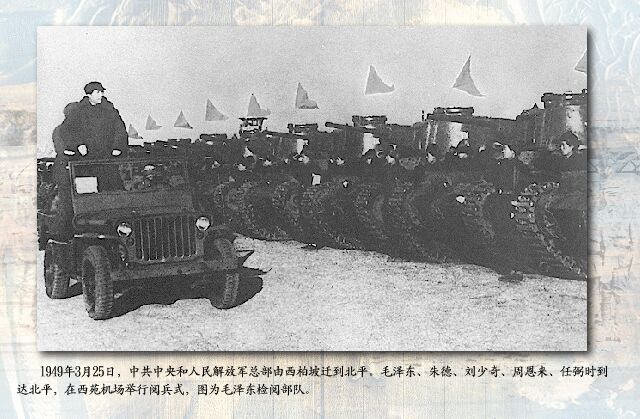 1949年3月25日，中共中央和人民解放军总部由西柏坡迁到北平。毛泽东、朱德、刘少奇、周恩来、任弼时到
达北平，在西苑机场举行阅兵式，图为毛泽东检阅部队。